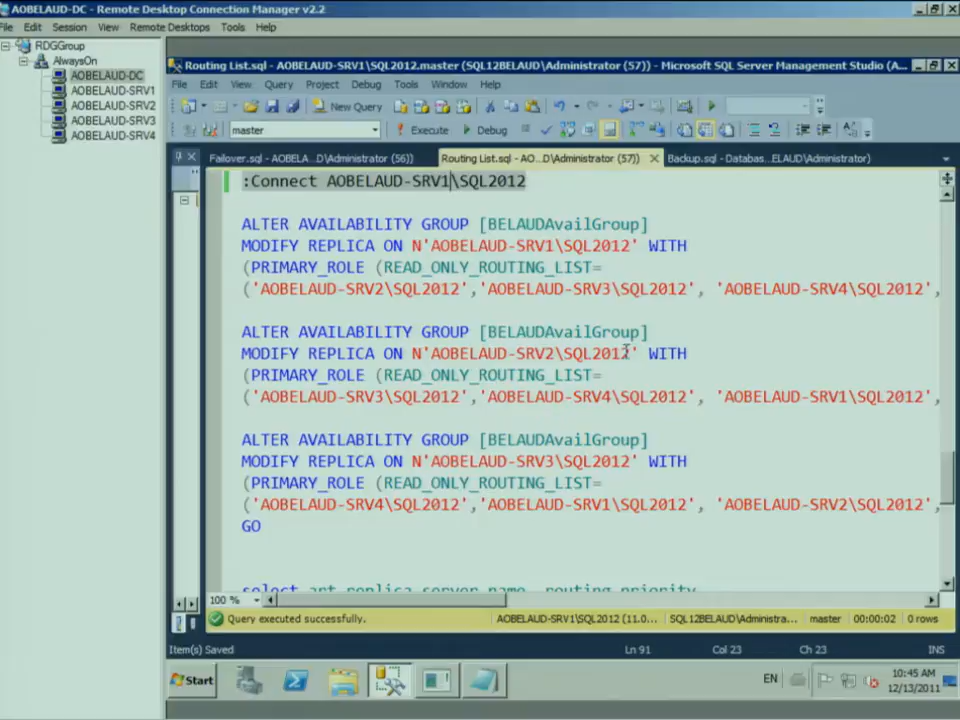 AOBELAUD-DC - Remote Desktop Connection Manager v2.2
File Edit Session View Remote Desktops Tools Help
RDGGroup
AlwaysOn
AOBELAUD-DC
AOBELAUD-SRV1
AOBELAUD-SRV2
AOBELAUD-SRV3
AOBELAUD-SRV4
Routing List.sql - AOBELAUD-SRV1\SQL2012.master (SQL12BELAUD\Administrator (57)) - Microsoft SQL Server Management Studio (A...
File Edit View Query Project Debug Tools Window Help
New Query
master Execute Debug
Failover.sql - AOBELA...D\Administrator (56)) Routing List.sql - AO...D\Administrator (57)) Backup.sql - Databas...ELAUD\Administrator)
:Connect AOBELAUD-SRV1\SQL2012
ALTER AVAILABILITY GROUP [BELAUDAvailGroup]
MODIFY REPLICA ON N'AOBELAUD-SRV1\SQL2012' WITH
(PRIMARY_ROLE (READ_ONLY_ROUTING_LIST=
('AOBELAUD-SRV2\SQL2012','AOBELAUD-SRV3\SQL2012', 'AOBELAUD-SRV4\SQL2012',
ALTER AVAILABILITY GROUP [BELAUDAvailGroup]
MODIFY REPLICA ON N'AOBELAUD-SRV2\SQL2012' WITH
(PRIMARY_ROLE (READ_ONLY_ROUTING_LIST=
('AOBELAUD-SRV3\SQL2012','AOBELAUD-SRV4\SQL2012', 'AOBELAUD-SRV1\SQL2012',
ALTER AVAILABILITY GROUP [BELAUDAvailGroup]
MODIFY REPLICA ON N'AOBELAUD-SRV3\SQL2012' WITH
(PRIMARY_ROLE (READ_ONLY_ROUTING_LIST=
('AOBELAUD-SRV4\SQL2012','AOBELAUD-SRV1\SQL2012', 'AOBELAUD-SRV2\SQL2012',
GO
select art.replica_server_name, routing_priority,
100 %
Query executed successfully. AOBELAUD-SRV1\SQL2012 (11.0... SQL12BELAUD\Administra... master 00:00:02 0 rows
Item(s) Saved Ln 91 Col 23 Ch 23 INS
Start EN 10:45 AM
12/13/2011